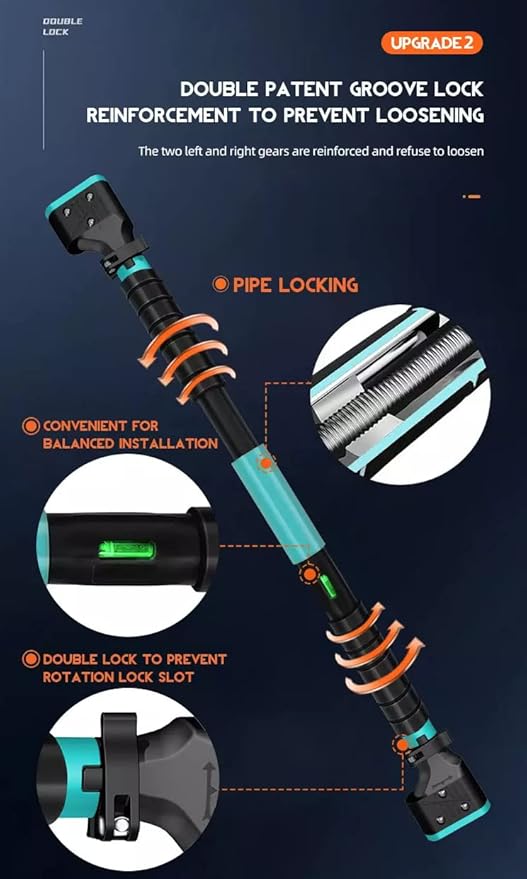 DOUBLE
LOCK
UPGRADE 2
DOUBLE PATENT GROOVE LOCK
REINFORCEMENT TO PREVENT LOOSENING
The two left and right gears are reinforced and refuse to loosen
PIPE LOCKING
CONVENIENT FOR
BALANCED INSTALLATION
DOUBLE LOCK TO PREVENT
ROTATION LOCK SLOT